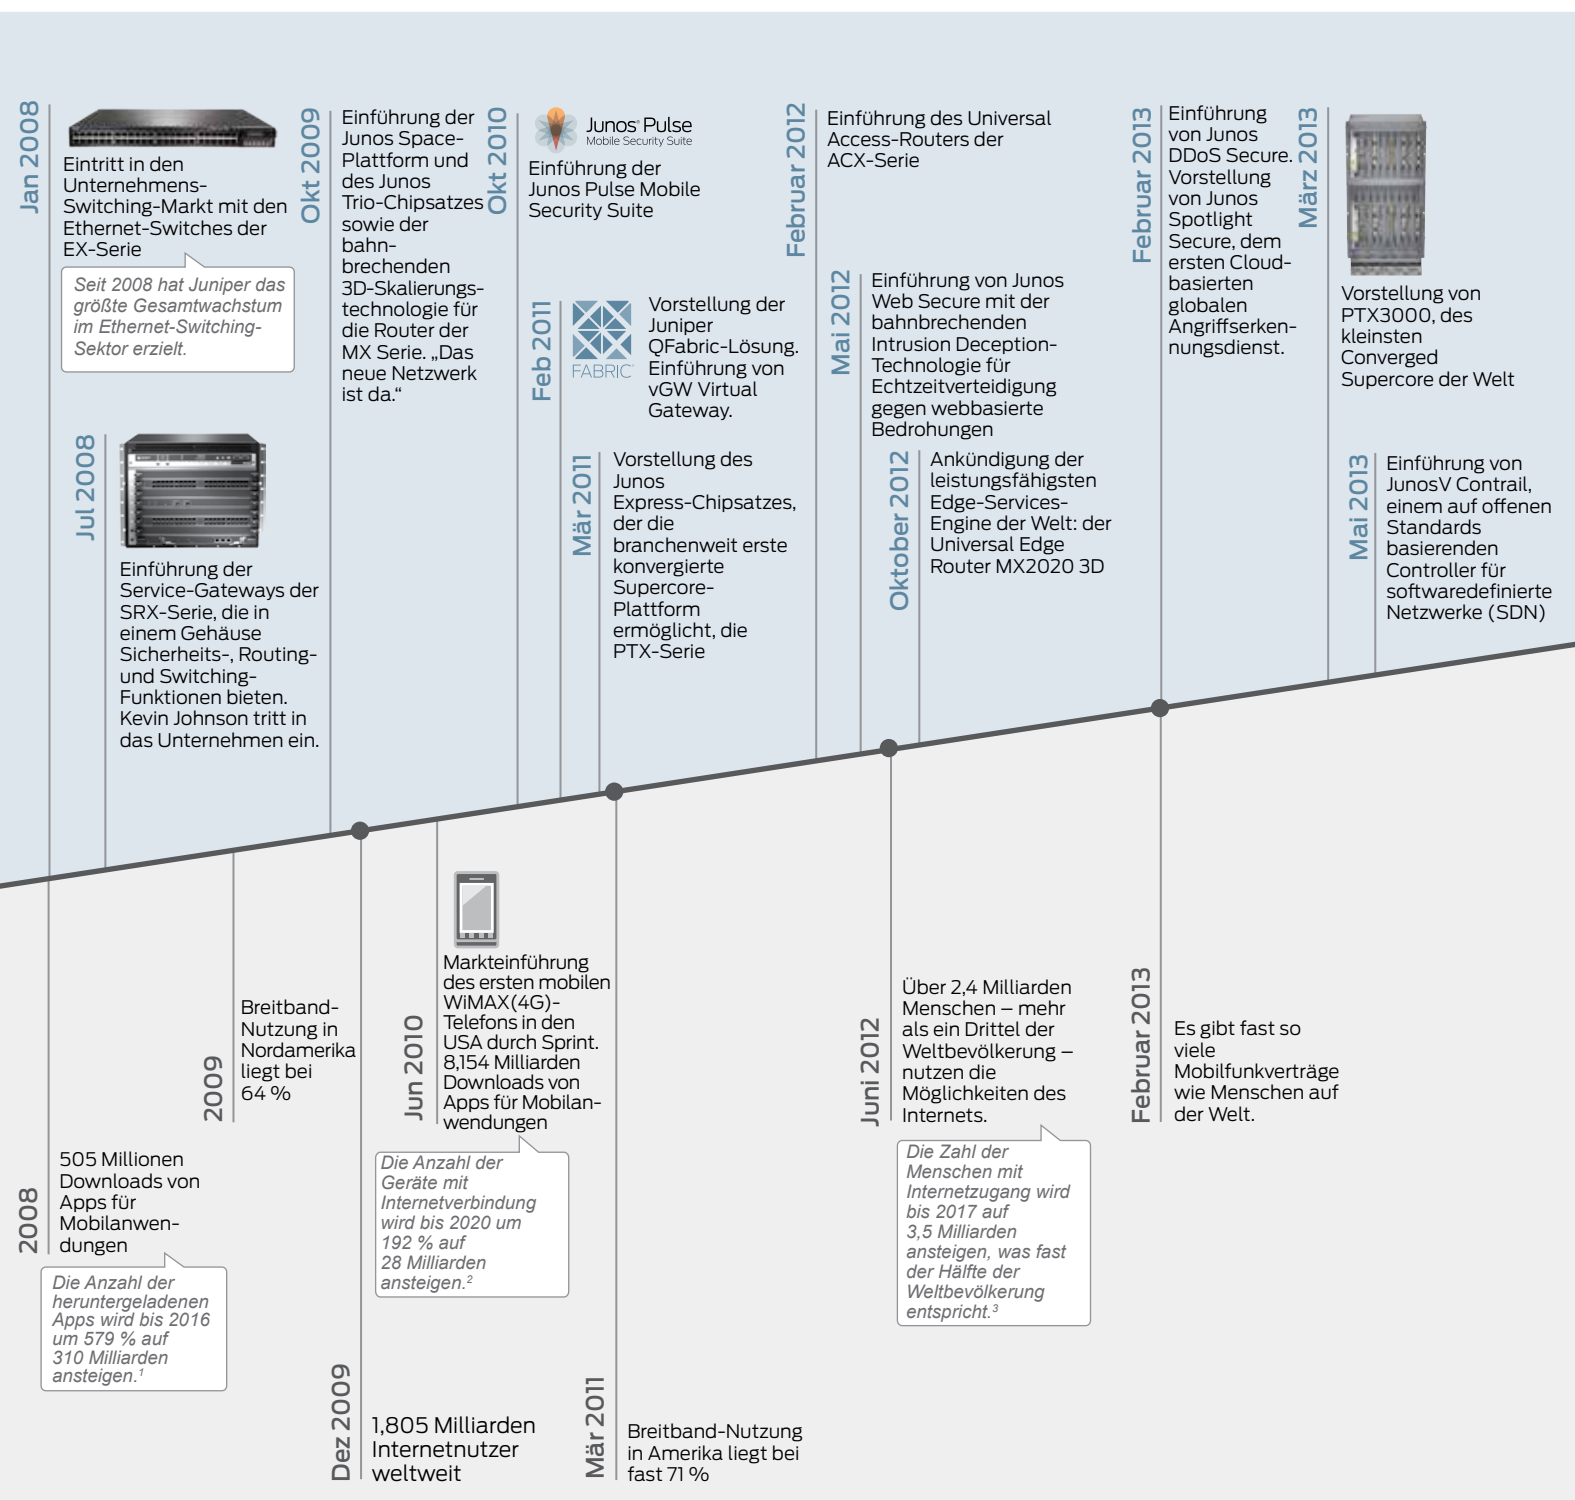 Jan 2008
Eintritt in den
Unternehmens-
Switching-Markt mit den
Ethernet-Switches der
EX-Serie
Seit 2008 hat Juniper das
größte Gesamtwachstum
im Ethernet-Switching-
Sektor erzielt.
Jul 2008
Einführung der
Service-Gateways der
SRX-Serie, die in
einem Gehäuse
Sicherheits-, Routing-
und Switching-
Funktionen bieten.
Kevin Johnson tritt in
das Unternehmen ein.
Okt 2009
Einführung der
Junos Space-
Plattform und
des Junos
Trio-Chipsatzes
sowie der
bahn-
brechenden
3D-Skalierungs-
technologie für
die Router der
MX Serie. „Das
neue Netzwerk
ist da.“
Okt 2010
Junos® Pulse
Mobile Security Suite
Einführung der
Junos Pulse Mobile
Security Suite
Feb 2011
FABRIC
Vorstellung der
Juniper
QFabric-Lösung.
Einführung von
vGW Virtual
Gateway.
Mär 2011
Vorstellung des
Junos
Express-Chipsatzes,
der die
branchenweit erste
konvergierte
Supercore-
Plattform
ermöglicht, die
PTX-Serie
Februar 2012
Einführung des Universal
Access-Routers der
ACX-Serie
Mai 2012
Einführung von Junos
Web Secure mit der
bahnbrechenden
Intrusion Deception-
Technologie für
Echtzeitverteidigung
gegen webbasierte
Bedrohungen
Oktober 2012
Ankündigung der
leistungsfähigsten
Edge-Services-
Engine der Welt: der
Universal Edge
Router MX2020 3D
Februar 2013
Einführung
von Junos
DDoS Secure.
Vorstellung
von Junos
Spotlight
Secure, dem
ersten Cloud-
basierten
globalen
Angriffserken-
nungsdienst.
März 2013
Vorstellung von
PTX3000, des
kleinsten
Converged
Supercore der Welt
Mai 2013
Einführung von
JunosV Contrail,
einem auf offenen
Standards
basierenden
Controller für
softwaredefinierte
Netzwerke (SDN)
2008
505 Millionen
Downloads von
Apps für
Mobilanwen-
dungen
Die Anzahl der
heruntergeladenen
Apps wird bis 2016
um 579 % auf
310 Milliarden
ansteigen.1
2009
Breitband-
Nutzung in
Nordamerika
liegt bei
64 %
Dez 2009
1,805 Milliarden
Internetnutzer
weltweit
Jun 2010
Markteinführung
des ersten mobilen
WiMAX(4G)-
Telefons in den
USA durch Sprint.
8,154 Milliarden
Downloads von
Apps für Mobilan-
wendungen
Die Anzahl der
Geräte mit
Internetverbindung
wird bis 2020 um
192 % auf
28 Milliarden
ansteigen.2
Mär 2011
Breitband-Nutzung
in Amerika liegt bei
fast 71 %
Juni 2012
Über 2,4 Milliarden
Menschen – mehr
als ein Drittel der
Weltbevölkerung –
nutzen die
Möglichkeiten des
Internets.
Die Zahl der
Menschen mit
Internetzugang wird
bis 2017 auf
3,5 Milliarden
ansteigen, was fast
der Hälfte der
Weltbevölkerung
entspricht.3
Februar 2013
Es gibt fast so
viele
Mobilfunkverträge
wie Menschen auf
der Welt.